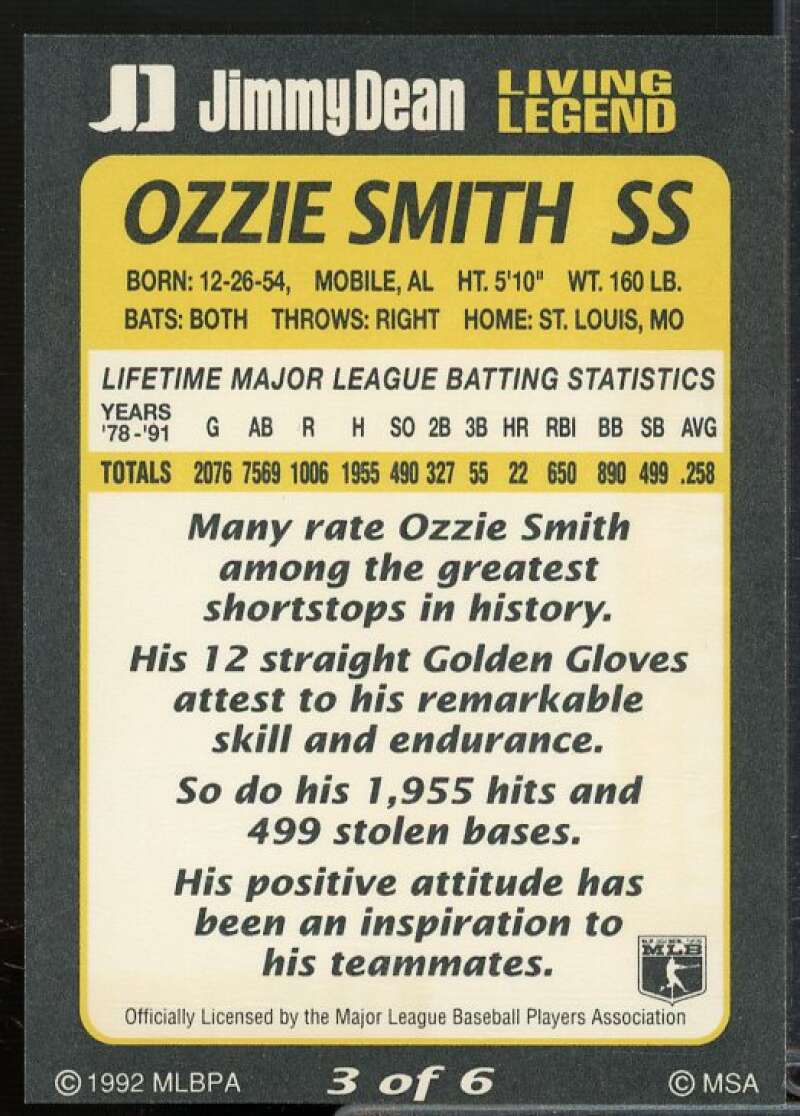 JD Jimmy Dean LIVING LEGEND
OZZIE SMITH SS
BORN: 12-26-54, MOBILE, AL HT. 5'10" WT. 160 LB.
BATS: BOTH THROWS: RIGHT HOME: ST. LOUIS, MO
LIFETIME MAJOR LEAGUE BATTING STATISTICS
YEARS '78-'91 G AB R H SO 2B 3B HR RBI BB SB AVG
TOTALS 2076 7569 1006 1955 490 327 55 22 650 890 499 .258
Many rate Ozzie Smith
among the greatest
shortstops in history.
His 12 straight Golden Gloves
attest to his remarkable
skill and endurance.
So do his 1,955 hits and
499 stolen bases.
His positive attitude has
been an inspiration to
his teammates.
MLB
Officially Licensed by the Major League Baseball Players Association
© 1992 MLBPA 3 of 6 © MSA